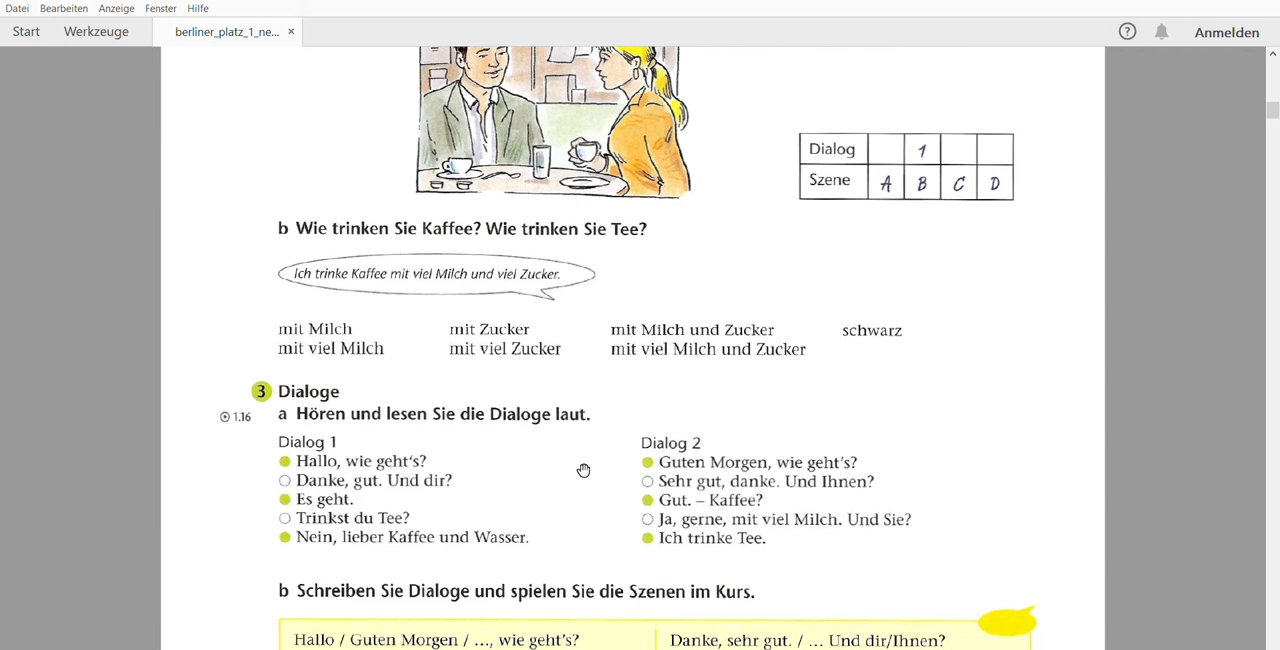 Datei Bearbeiten Anzeige Fenster Hilfe
Start Werkzeuge berliner_platz_1_ne... × ? Anmelden
Dialog 1
Szene A B C D
b Wie trinken Sie Kaffee? Wie trinken Sie Tee?
Ich trinke Kaffee mit viel Milch und viel Zucker.
mit Milch mit Zucker mit Milch und Zucker schwarz
mit viel Milch mit viel Zucker mit viel Milch und Zucker
3 Dialoge
1.16 a Hören und lesen Sie die Dialoge laut.
Dialog 1
Hallo, wie geht's?
Danke, gut. Und dir?
Es geht.
Trinkst du Tee?
Nein, lieber Kaffee und Wasser.
Dialog 2
Guten Morgen, wie geht's?
Sehr gut, danke. Und Ihnen?
Gut. – Kaffee?
Ja, gerne, mit viel Milch. Und Sie?
Ich trinke Tee.
b Schreiben Sie Dialoge und spielen Sie die Szenen im Kurs.
Hallo / Guten Morgen / ..., wie geht's? Danke, sehr gut. / ... Und dir/Ihnen?